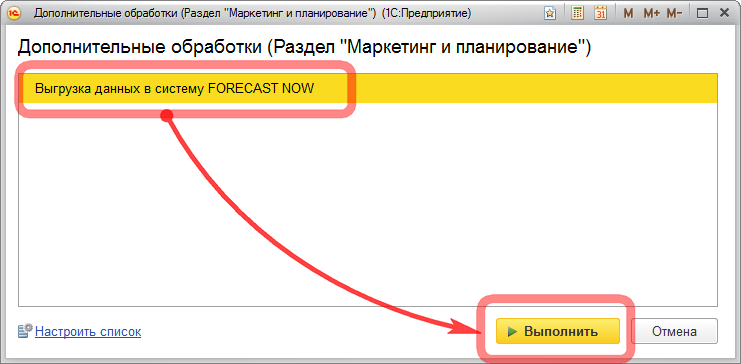 Дополнительные обработки (Раздел "Маркетинг и планирование") (1С:Предприятие)
31 M M+ M-
Дополнительные обработки (Раздел "Маркетинг и планирование")
Выгрузка данных в систему FORECAST NOW
Настроить список
Выполнить
Отмена